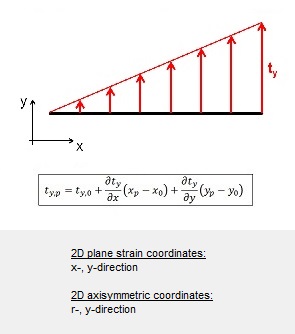 t_y
y
x
t_{y,p} = t_{y,0} + ∂t_y/∂x (x_p − x_0) + ∂t_y/∂y (y_p − y_0)
2D plane strain coordinates:
x-, y-direction
2D axisymmetric coordinates:
r-, y-direction